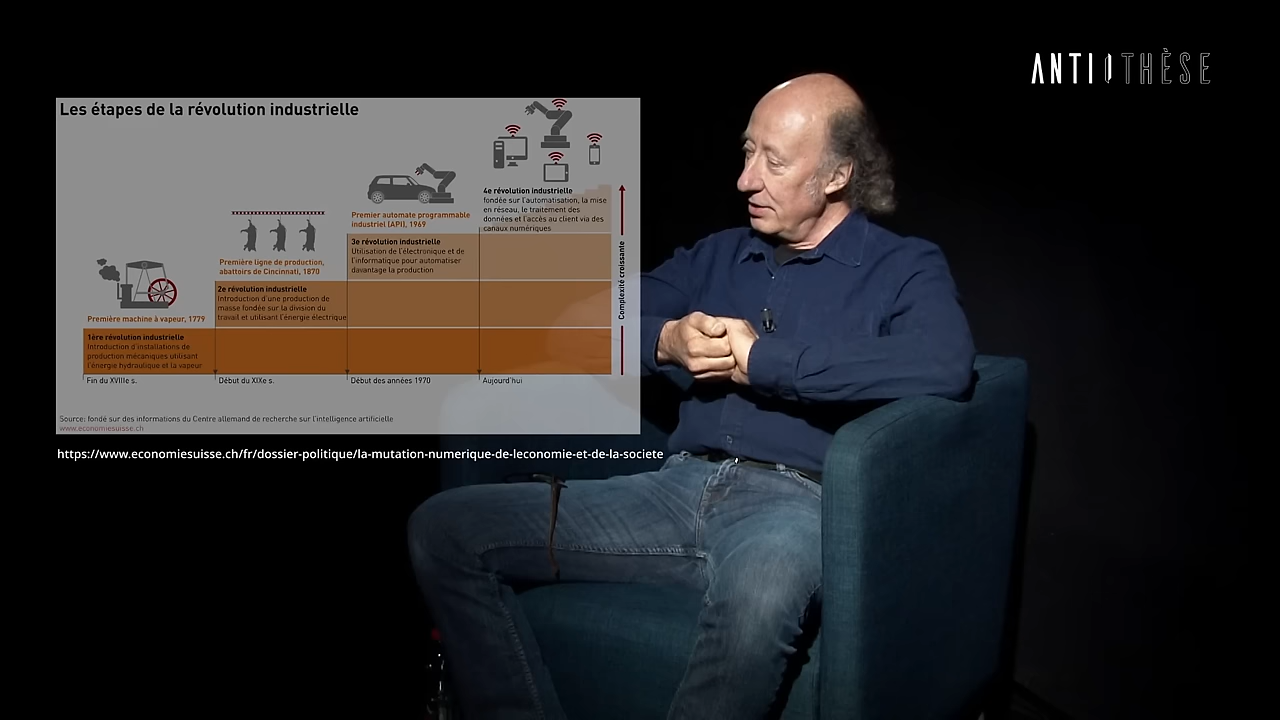 ANTITHÈSE
Les étapes de la révolution industrielle
4e révolution industrielle
fondée sur l'automatisation, la mise
en réseau, le traitement des
données et l'accès au client via des
canaux numériques
Premier automate programmable
industriel (API), 1969
3e révolution industrielle
Utilisation de l'électronique et de
l'informatique pour automatiser
davantage la production
Première ligne de production,
abattoirs de Cincinnati, 1870
2e révolution industrielle
Introduction d'une production de
masse fondée sur la division du
travail et utilisant l'énergie électrique
Première machine à vapeur, 1779
1ère révolution industrielle
Introduction d'installations de
production mécaniques utilisant
l'énergie hydraulique et la vapeur
Complexité croissante
Fin du XVIIIe s.
Début du XIXe s.
Début des années 1970
Aujourd'hui
Source: fondé sur des informations du Centre allemand de recherche sur l'intelligence artificielle
www.economiesuisse.ch
https://www.economiesuisse.ch/fr/dossier-politique/la-mutation-numerique-de-leconomie-et-de-la-societe